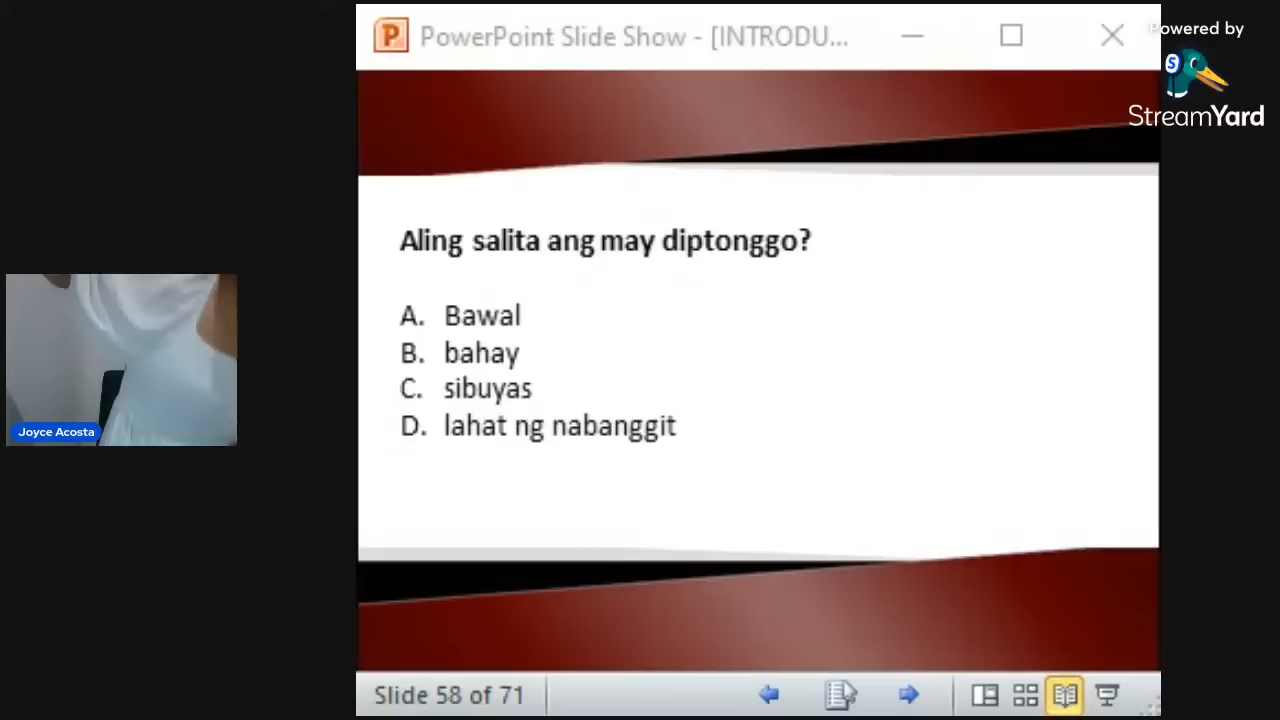 PowerPoint Slide Show - [INTRODU...
Powered by
StreamYard
Aling salita ang may diptonggo?
A. Bawal
B. bahay
C. sibuyas
D. lahat ng nabanggit
Joyce Acosta
Slide 58 of 71